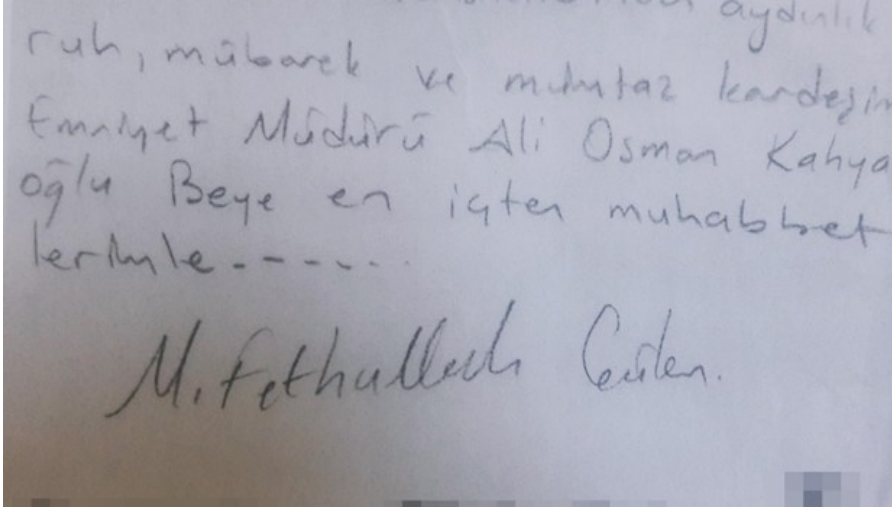 aydınlık
ruh, mübarek ve mümtaz kardeşim
Emniyet Müdürü Ali Osman Kahya
oğlu Beye en içten muhabbet
lerimle.------
M. Fethullah Gülen.